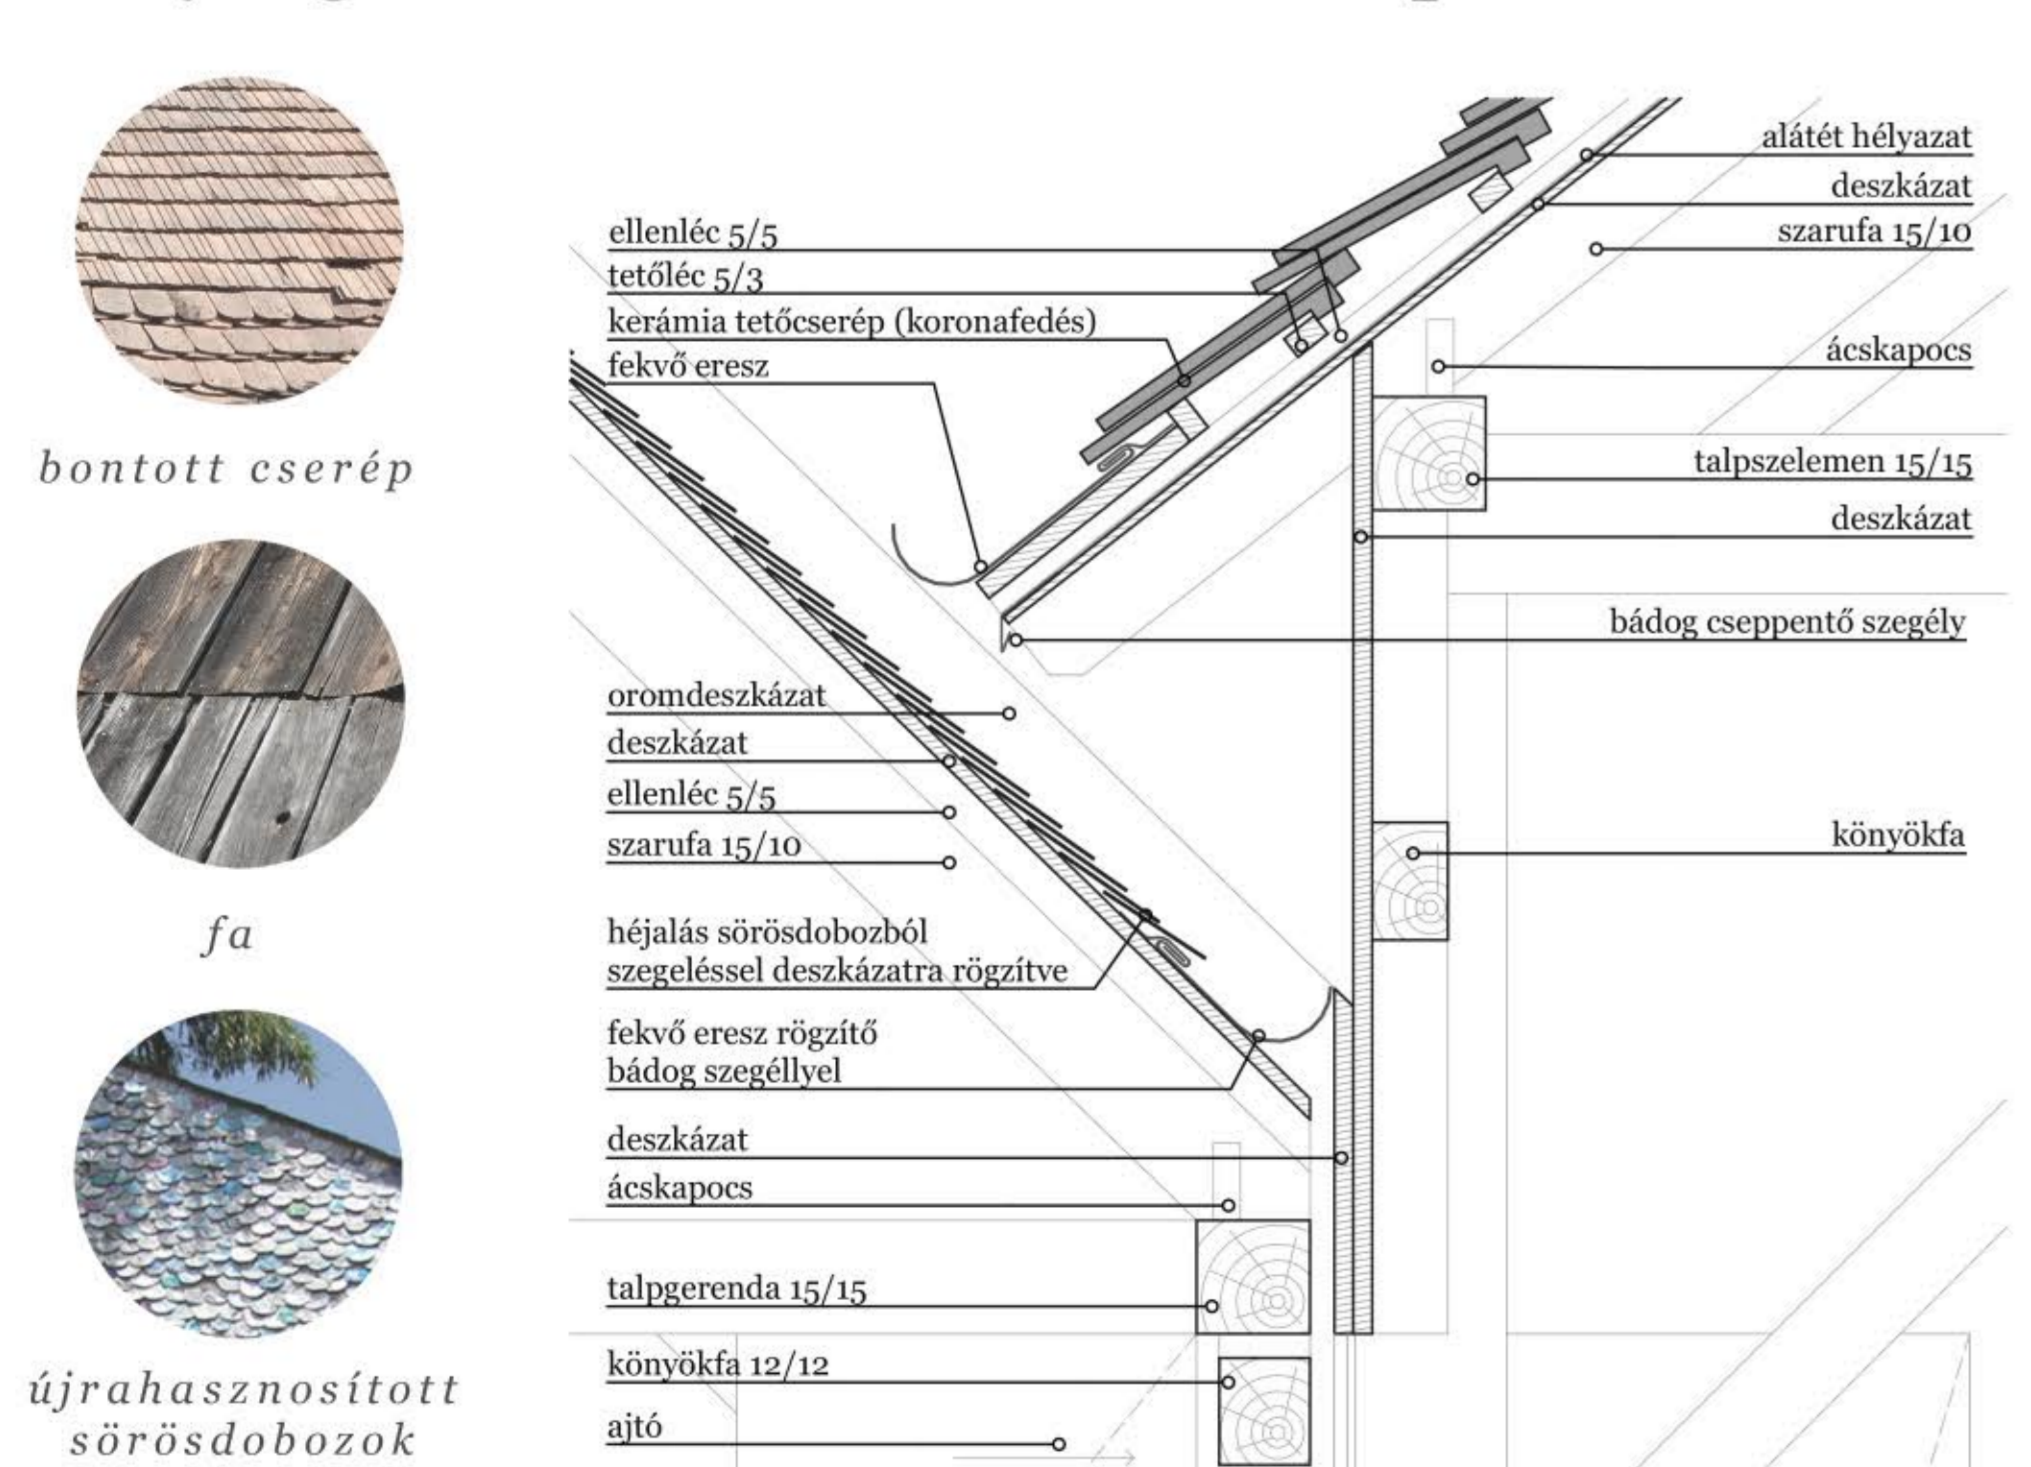 bontott cserép
fa
újrahasznosított
sörösdobozok
ellenléc 5/5
tetőléc 5/3
kerámia tetőcserép (koronafedés)
fekvő eresz
oromdeszkázat
deszkázat
ellenléc 5/5
szarufa 15/10
héjalás sörösdobozból
szegeléssel deszkázatra rögzítve
fekvő eresz rögzítő
bádog szegéllyel
deszkázat
ácskapocs
talpgerenda 15/15
könyökfa 12/12
ajtó
alátét hélyazat
deszkázat
szarufa 15/10
ácskapocs
talpszelemen 15/15
deszkázat
bádog cseppentő szegély
könyökfa